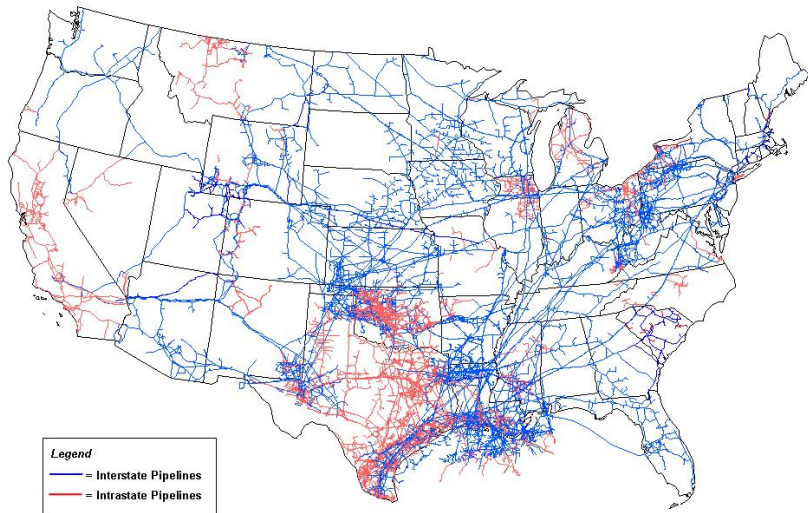 Legend
= Interstate Pipelines
= Intrastate Pipelines